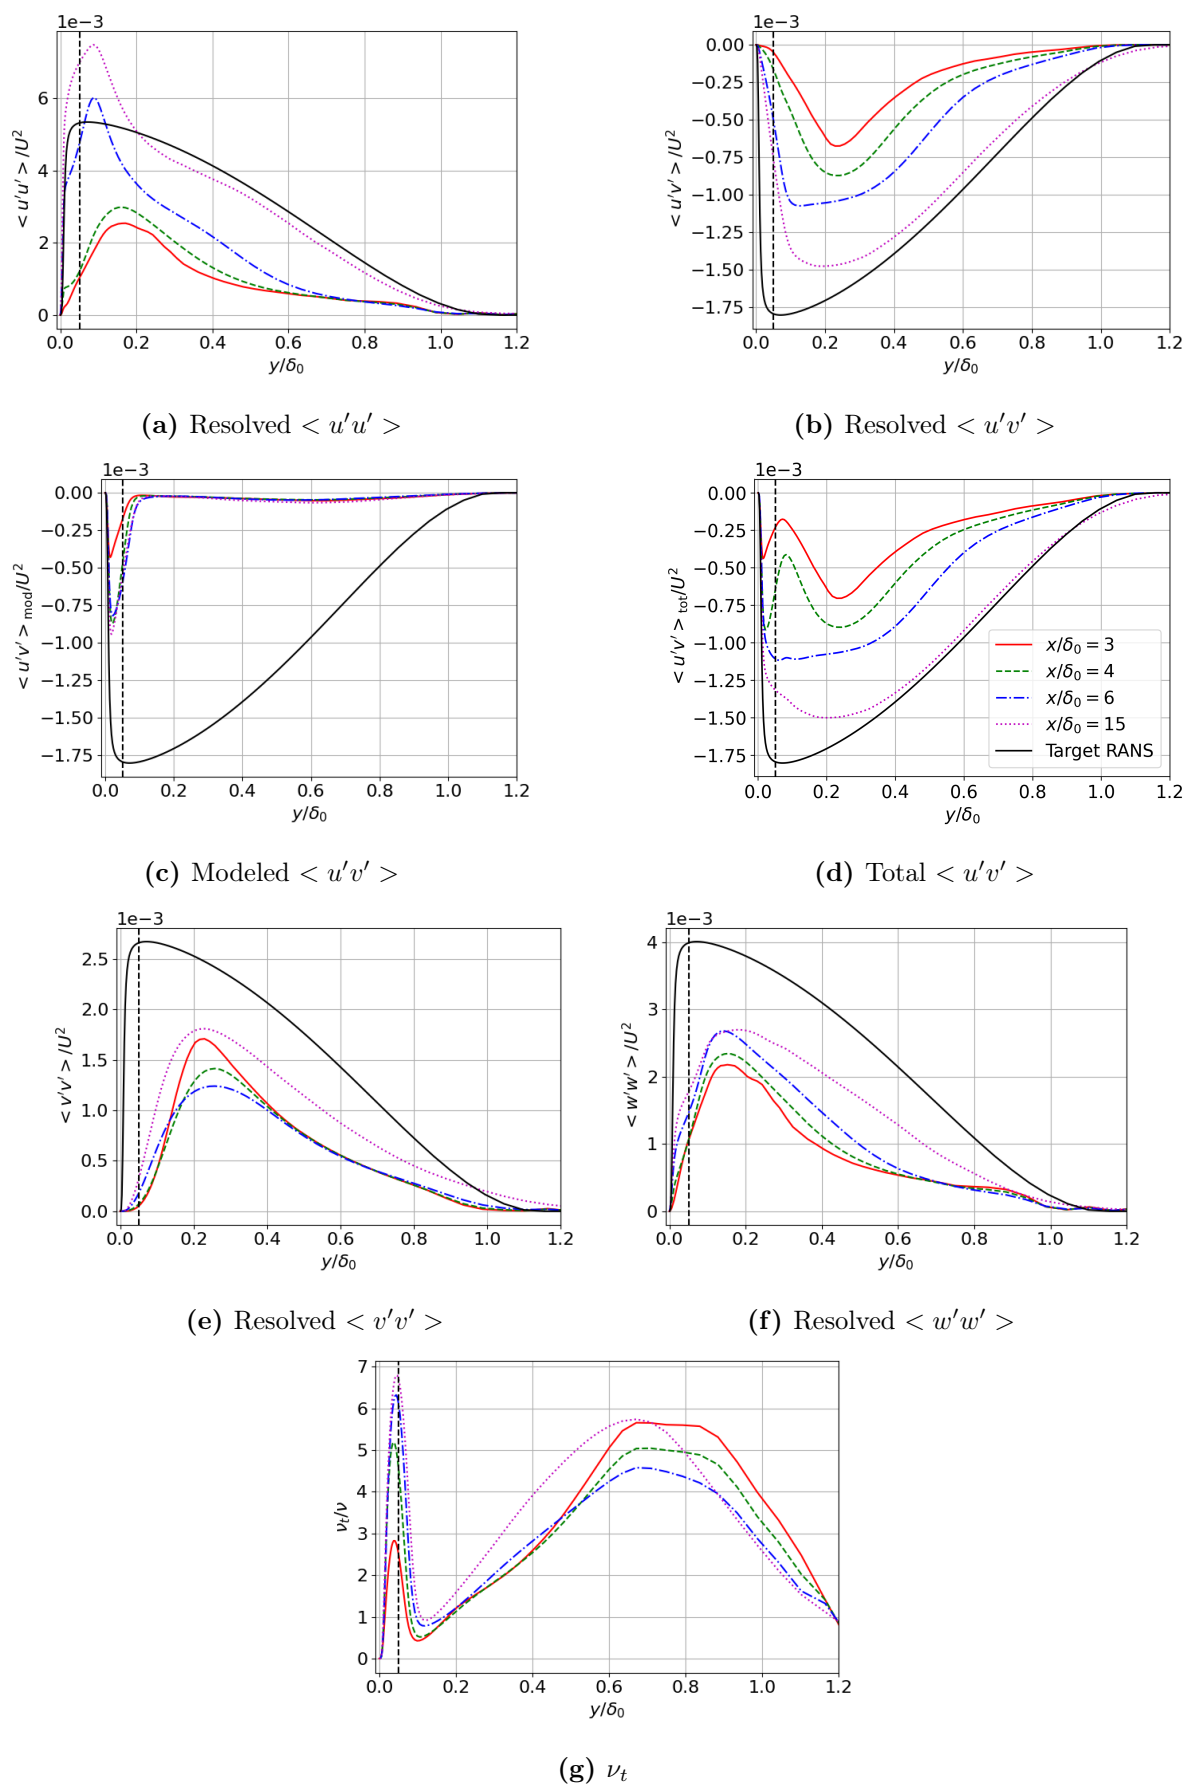 1e−3
6
4
2
0
< u′u′ > /U²
0.0 0.2 0.4 0.6 0.8 1.0 1.2
y/δ₀
(a) Resolved < u′u′ >
1e−3
0.00
−0.25
−0.50
−0.75
−1.00
−1.25
−1.50
−1.75
< u′v′ > /U²
0.0 0.2 0.4 0.6 0.8 1.0 1.2
y/δ₀
(b) Resolved < u′v′ >
1e−3
0.00
−0.25
−0.50
−0.75
−1.00
−1.25
−1.50
−1.75
< u′v′ >mod/U²
0.0 0.2 0.4 0.6 0.8 1.0 1.2
y/δ₀
(c) Modeled < u′v′ >
1e−3
0.00
−0.25
−0.50
−0.75
−1.00
−1.25
−1.50
−1.75
< u′v′ >tot/U²
x/δ₀ = 3
x/δ₀ = 4
x/δ₀ = 6
x/δ₀ = 15
Target RANS
0.0 0.2 0.4 0.6 0.8 1.0 1.2
y/δ₀
(d) Total < u′v′ >
1e−3
2.5
2.0
1.5
1.0
0.5
0.0
< v′v′ > /U²
0.0 0.2 0.4 0.6 0.8 1.0 1.2
y/δ₀
(e) Resolved < v′v′ >
1e−3
4
3
2
1
0
< w′w′ > /U²
0.0 0.2 0.4 0.6 0.8 1.0 1.2
y/δ₀
(f) Resolved < w′w′ >
7
6
5
4
3
2
1
0
νₜ/ν
0.0 0.2 0.4 0.6 0.8 1.0 1.2
y/δ₀
(g) νₜ